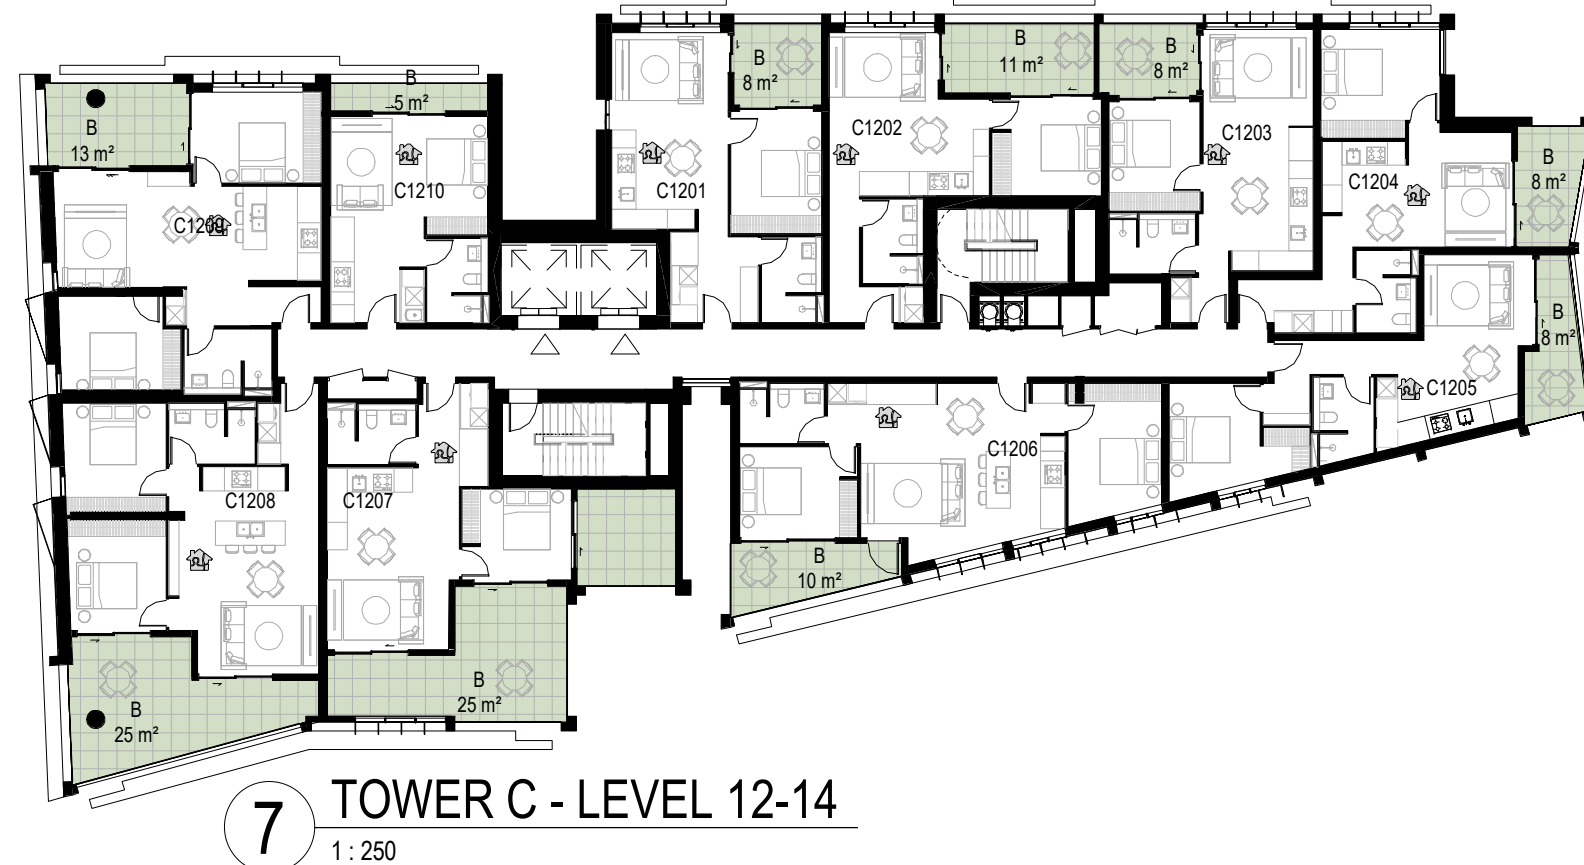 B
8 m²
B
11 m²
B
8 m²
B
5 m²
B
13 m²
C1202
C1203
C1201
C1210
C1204
B
8 m²
C1209
B
8 m²
C1205
C1206
C1208
C1207
B
10 m²
B
25 m²
B
25 m²
7
TOWER C - LEVEL 12-14
1 : 250